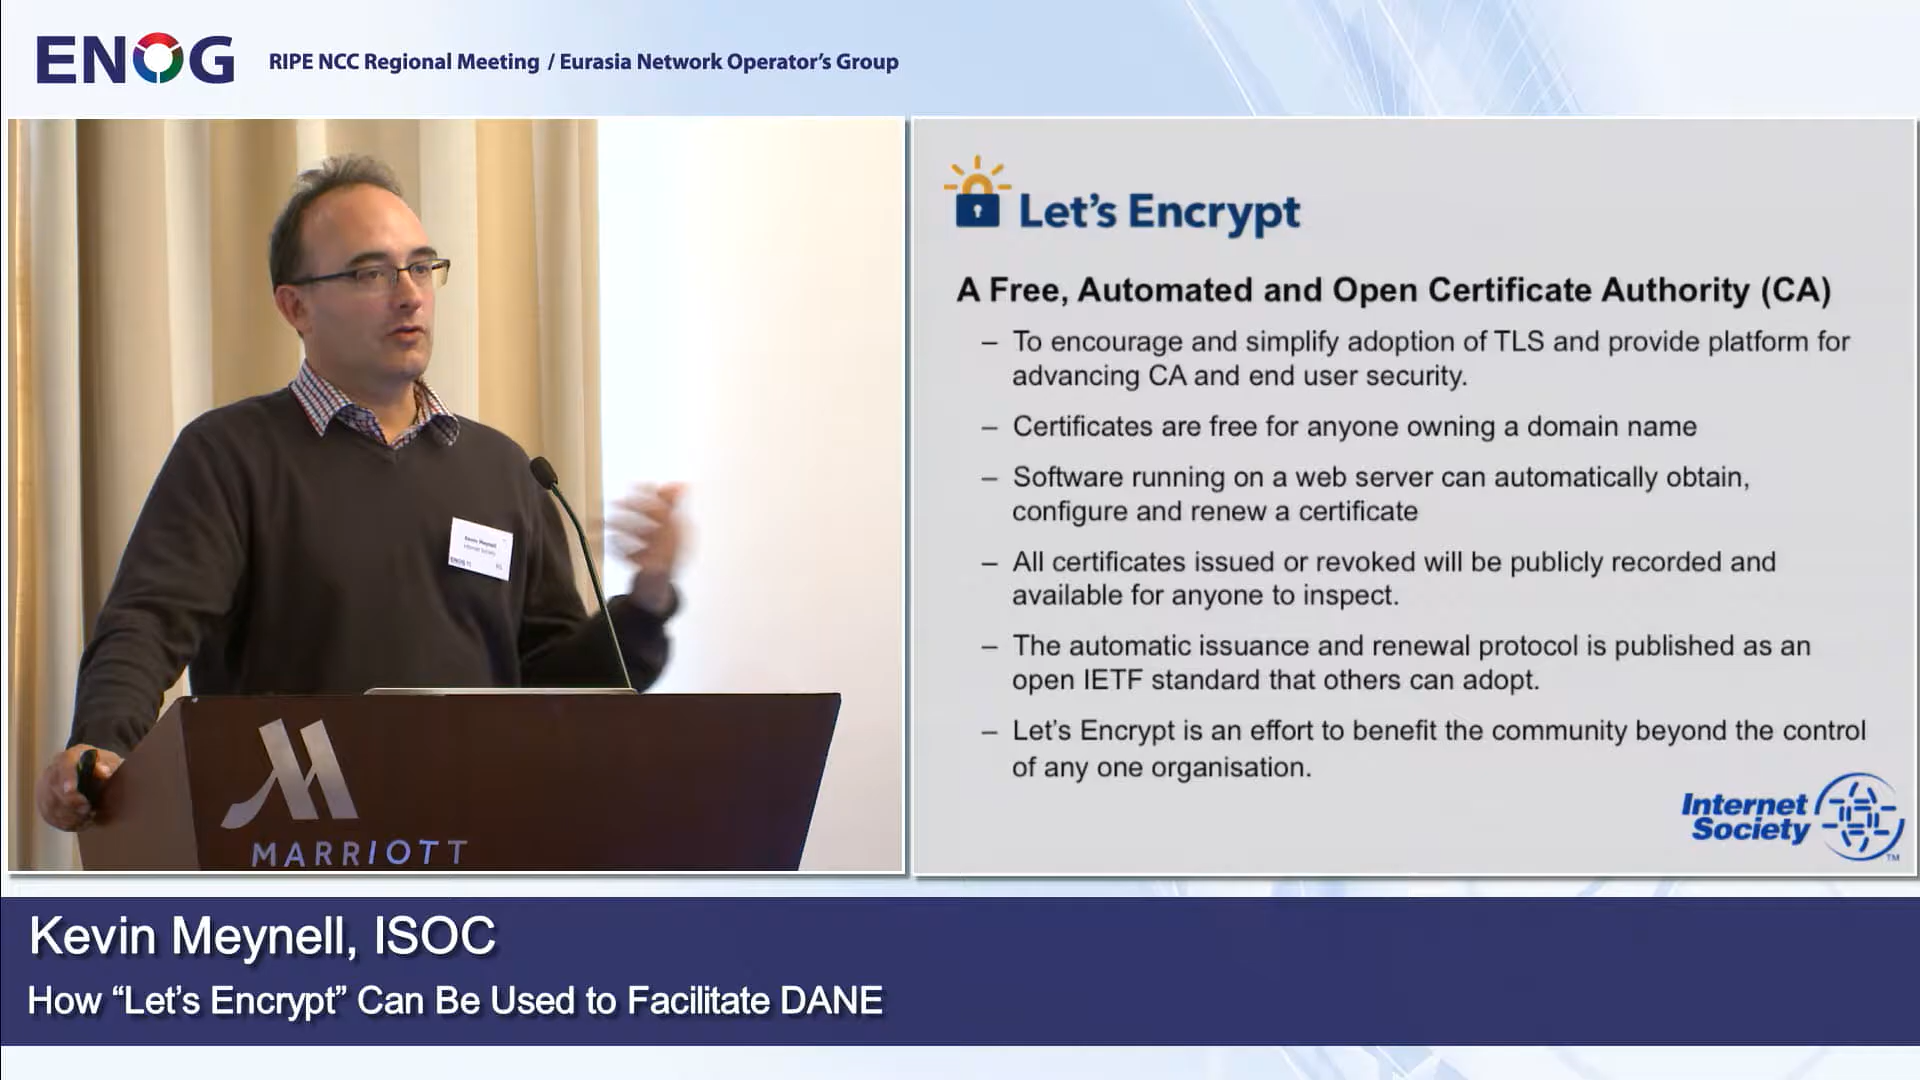 ENOG
RIPE NCC Regional Meeting / Eurasia Network Operator's Group
Let's Encrypt
A Free, Automated and Open Certificate Authority (CA)
– To encourage and simplify adoption of TLS and provide platform for
advancing CA and end user security.
– Certificates are free for anyone owning a domain name
– Software running on a web server can automatically obtain,
configure and renew a certificate
– All certificates issued or revoked will be publicly recorded and
available for anyone to inspect.
– The automatic issuance and renewal protocol is published as an
open IETF standard that others can adopt.
– Let's Encrypt is an effort to benefit the community beyond the control
of any one organisation.
Internet
Society
TM
Kevin Meynell
Internet Society
MARRIOTT
Kevin Meynell, ISOC
How “Let's Encrypt” Can Be Used to Facilitate DANE